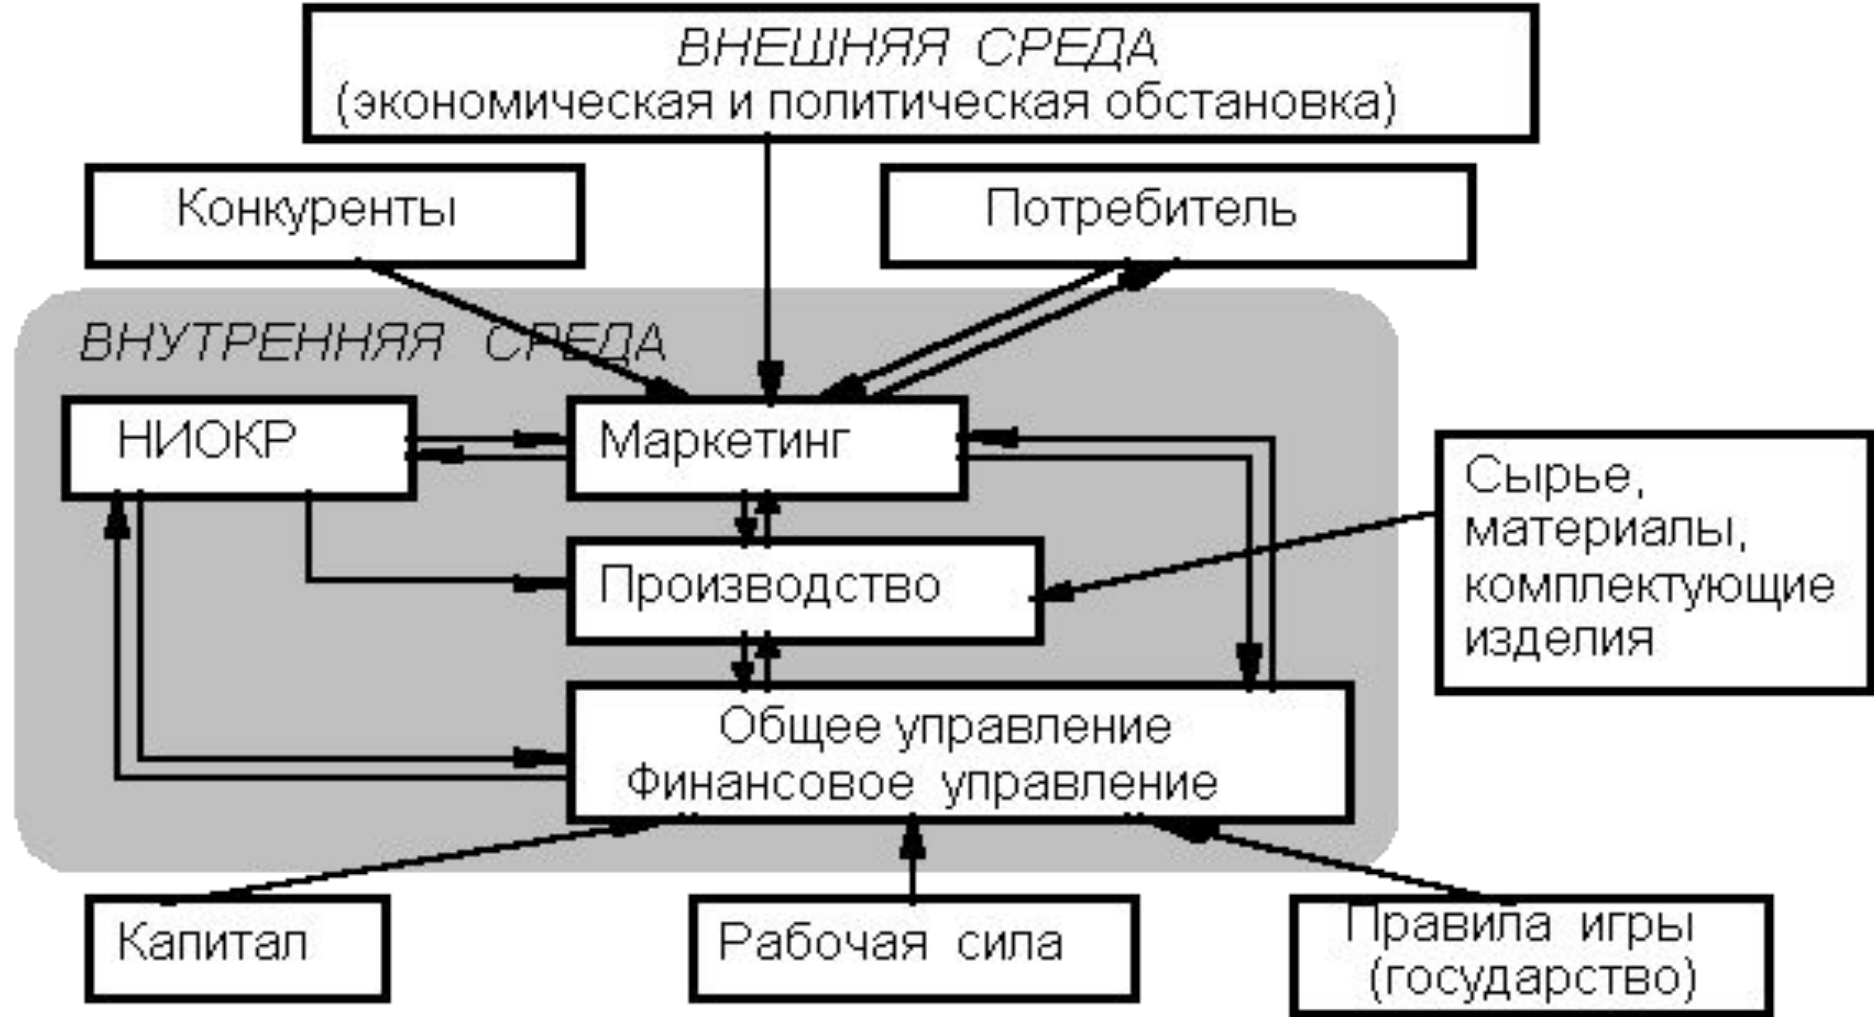 ВНЕШНЯЯ СРЕДА
(экономическая и политическая обстановка)
Конкуренты
Потребитель
ВНУТРЕННЯЯ СРЕДА
НИОКР
Маркетинг
Сырье,
материалы,
комплектующие
изделия
Производство
Общее управление
Финансовое управление
Капитал
Рабочая сила
Правила игры
(государство)